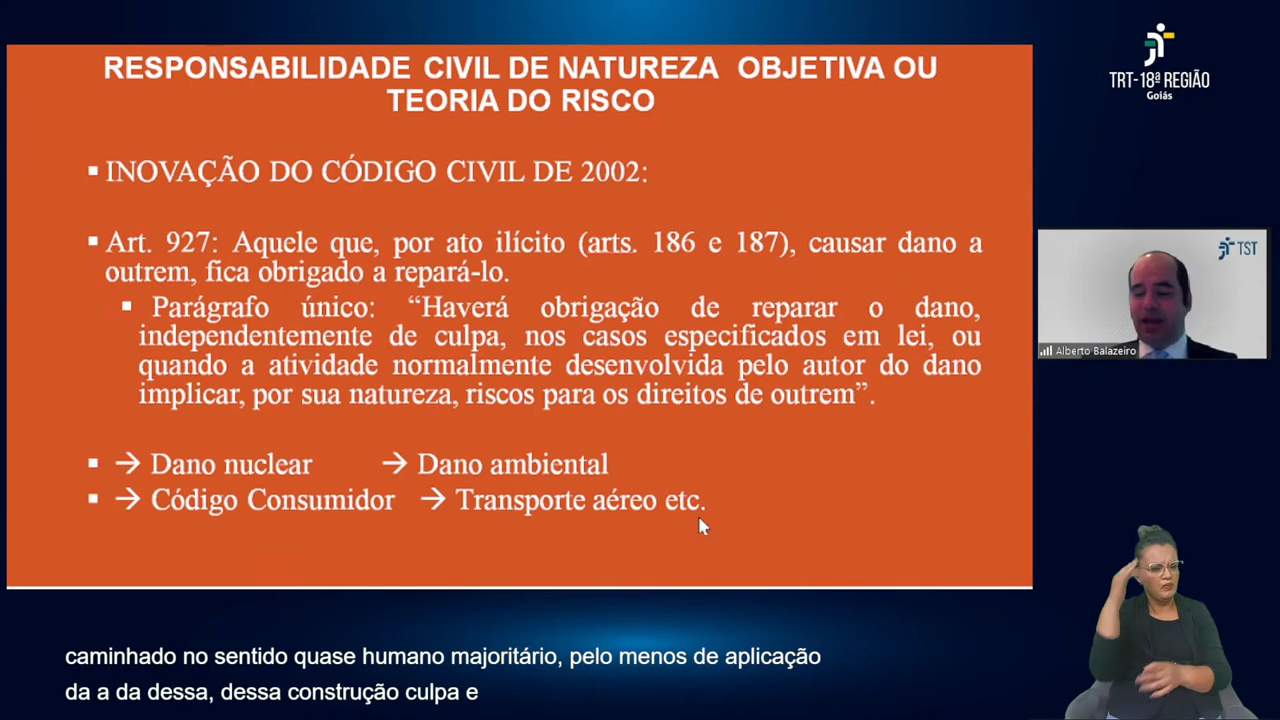 RESPONSABILIDADE CIVIL DE NATUREZA OBJETIVA OU
TEORIA DO RISCO
INOVAÇÃO DO CÓDIGO CIVIL DE 2002:
Art. 927: Aquele que, por ato ilícito (arts. 186 e 187), causar dano a
outrem, fica obrigado a repará-lo.
Parágrafo único: “Haverá obrigação de reparar o dano,
independentemente de culpa, nos casos especificados em lei, ou
quando a atividade normalmente desenvolvida pelo autor do dano
implicar, por sua natureza, riscos para os direitos de outrem”.
→ Dano nuclear → Dano ambiental
→ Código Consumidor → Transporte aéreo etc.
TRT-18ª REGIÃO
Goiás
TST
Alberto Balazeiro
caminhado no sentido quase humano majoritário, pelo menos de aplicação
da a da dessa, dessa construção culpa e